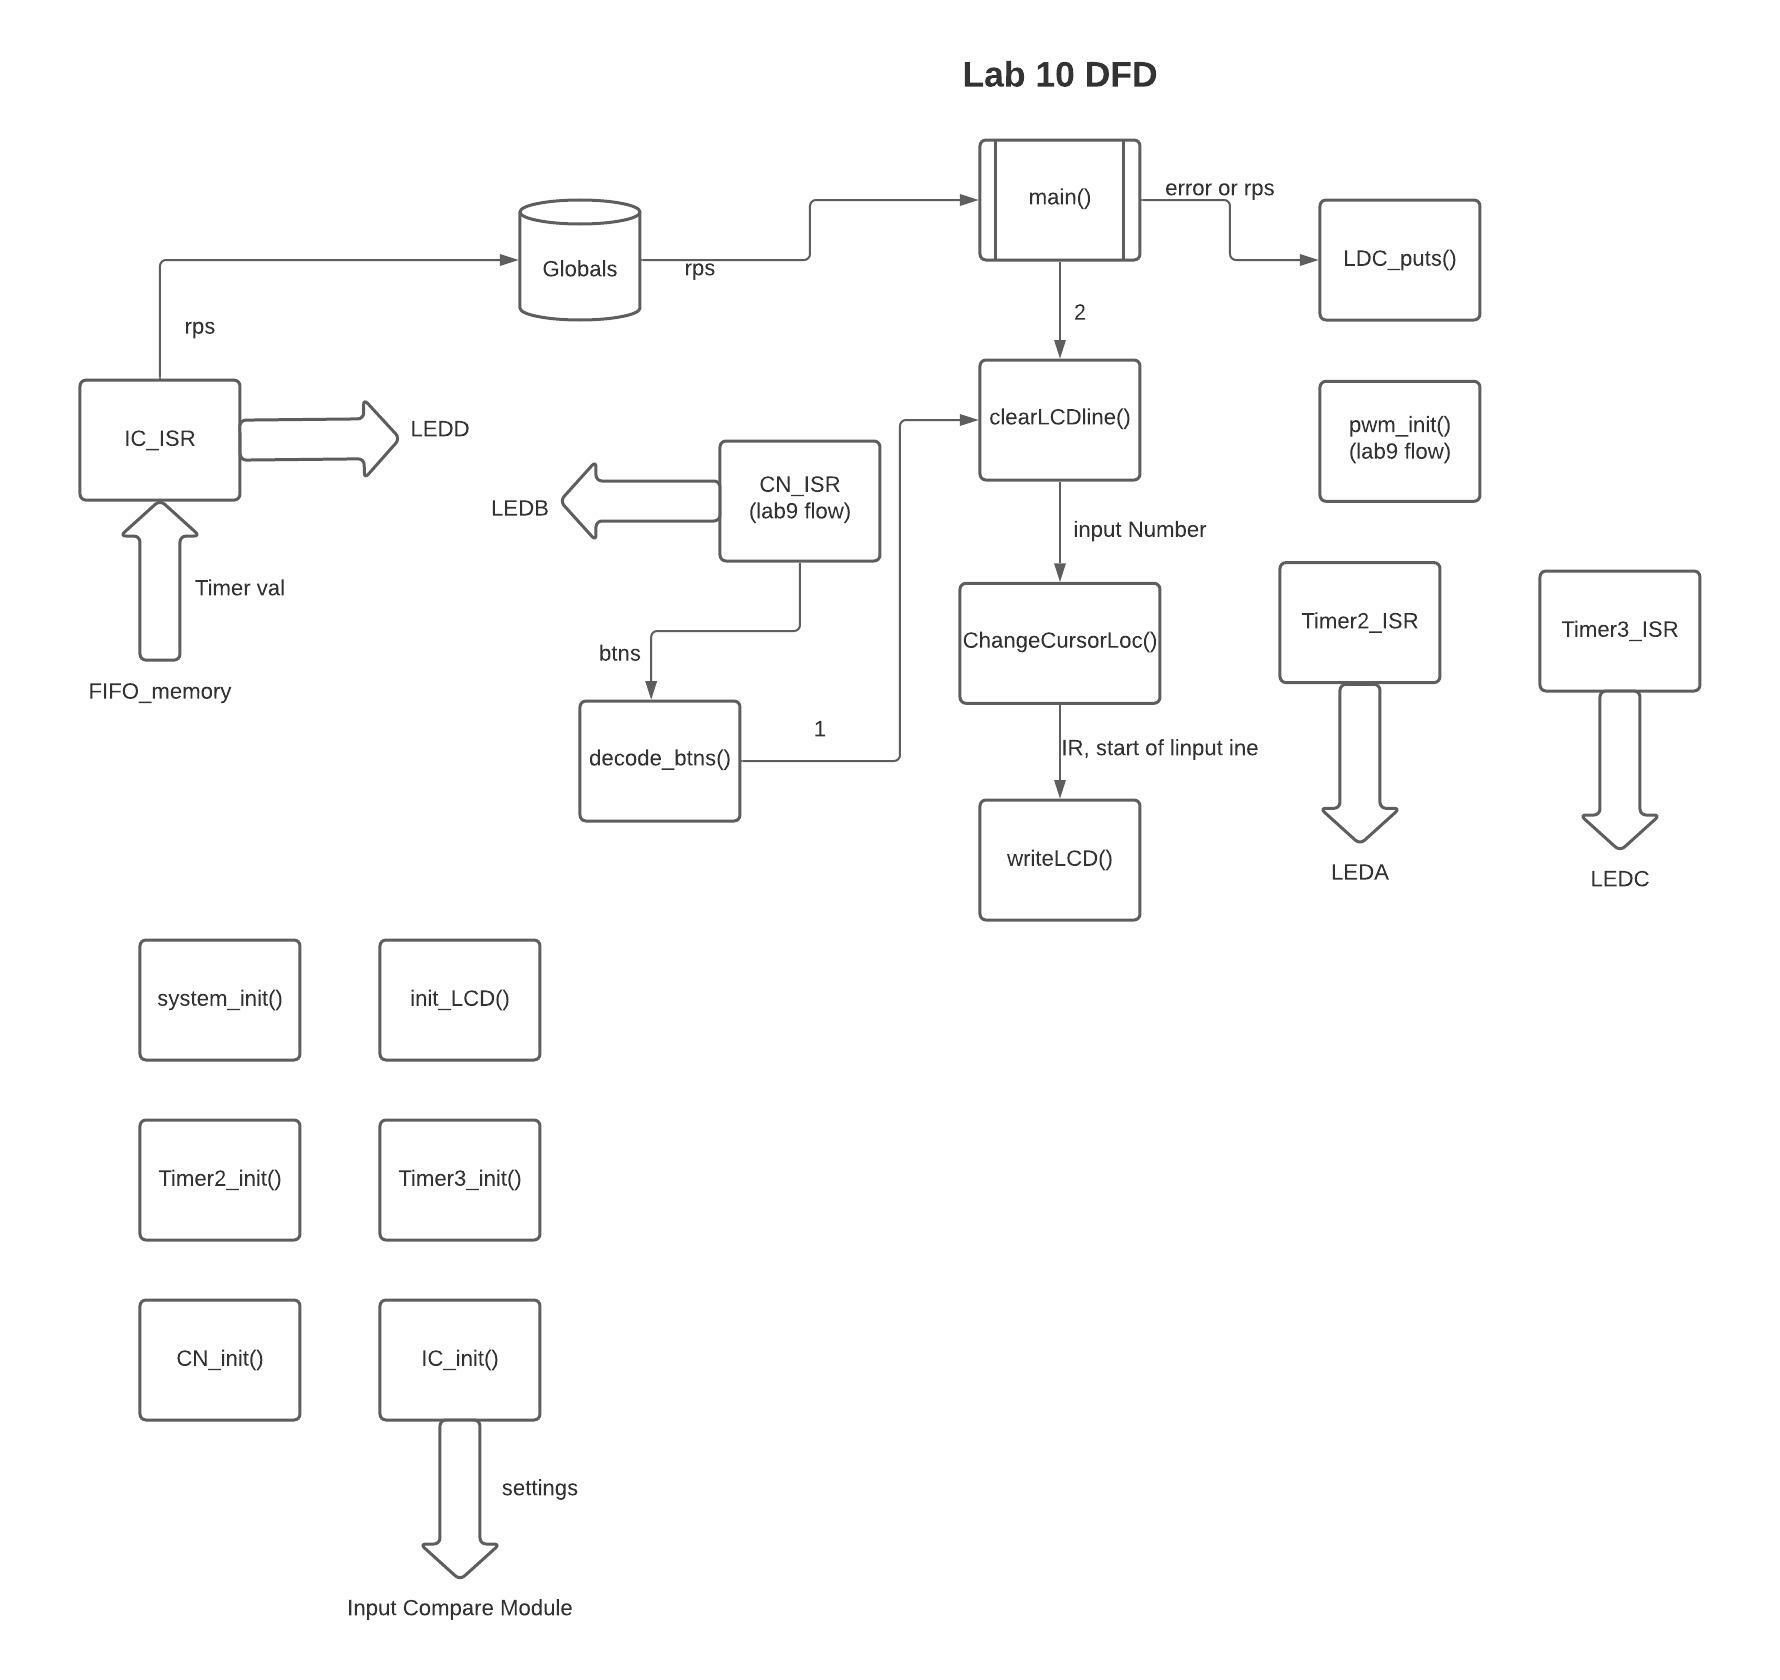 Lab 10 DFD
main()
error or rps
LDC_puts()
Globals
rps
rps
2
IC_ISR
LEDD
clearLCDline()
pwm_init()
(lab9 flow)
LEDB
CN_ISR
(lab9 flow)
input Number
Timer val
FIFO_memory
btns
ChangeCursorLoc()
Timer2_ISR
Timer3_ISR
decode_btns()
1
IR, start of linput ine
writeLCD()
LEDA
LEDC
system_init()
init_LCD()
Timer2_init()
Timer3_init()
CN_init()
IC_init()
settings
Input Compare Module